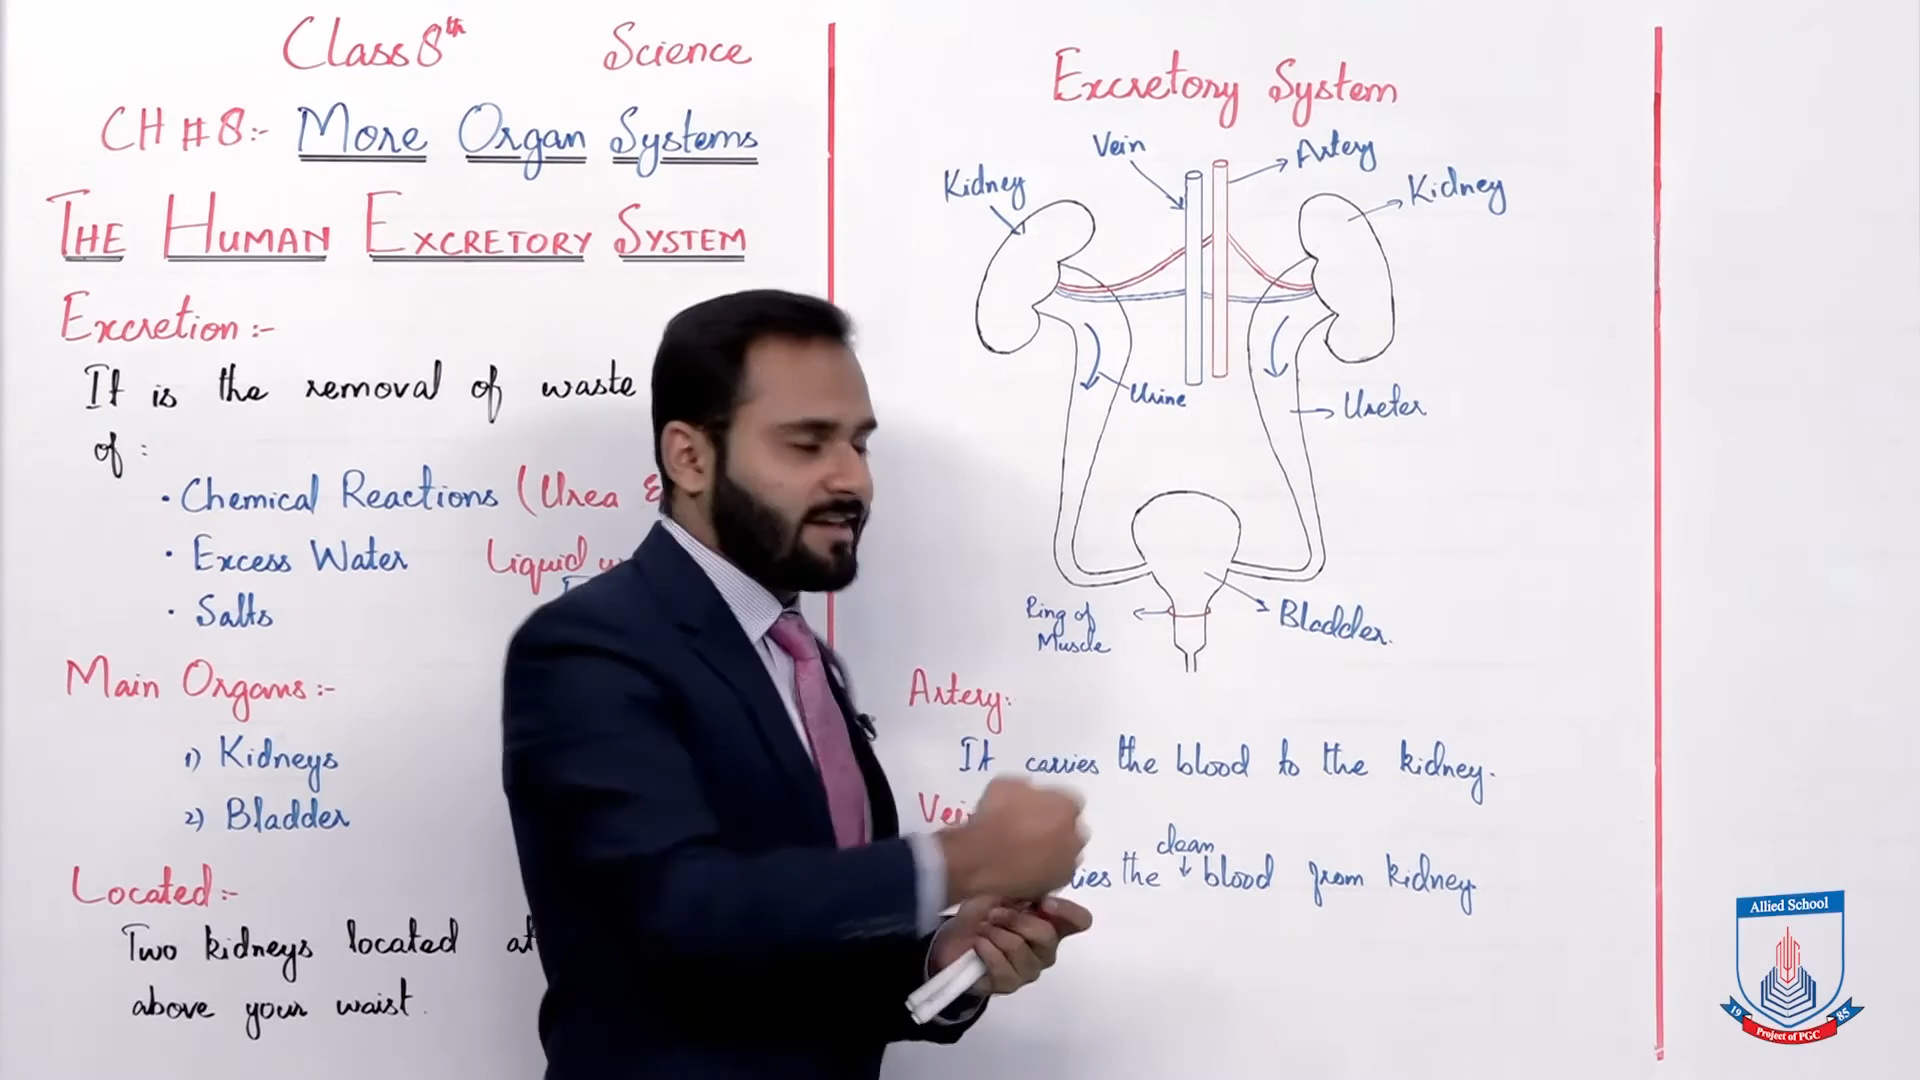 Class 8th Science
CH # 8:- More Organ Systems
THE HUMAN EXCRETORY SYSTEM
Excretion :-
It is the removal of waste
of :
• Chemical Reactions (Urea &
• Excess Water Liquid
• Salts
Main Organs :-
1) Kidneys
2) Bladder
Located :-
Two kidneys located at
above your waist.
Excretory System
Vein
Artery
Kidney
Kidney
Urine
Ureter
Ring of
Muscle
Bladder.
Artery:
It carries the blood to the kidney.
clean
the ↓ blood from kidney.
Allied School
1985
Project of PGC